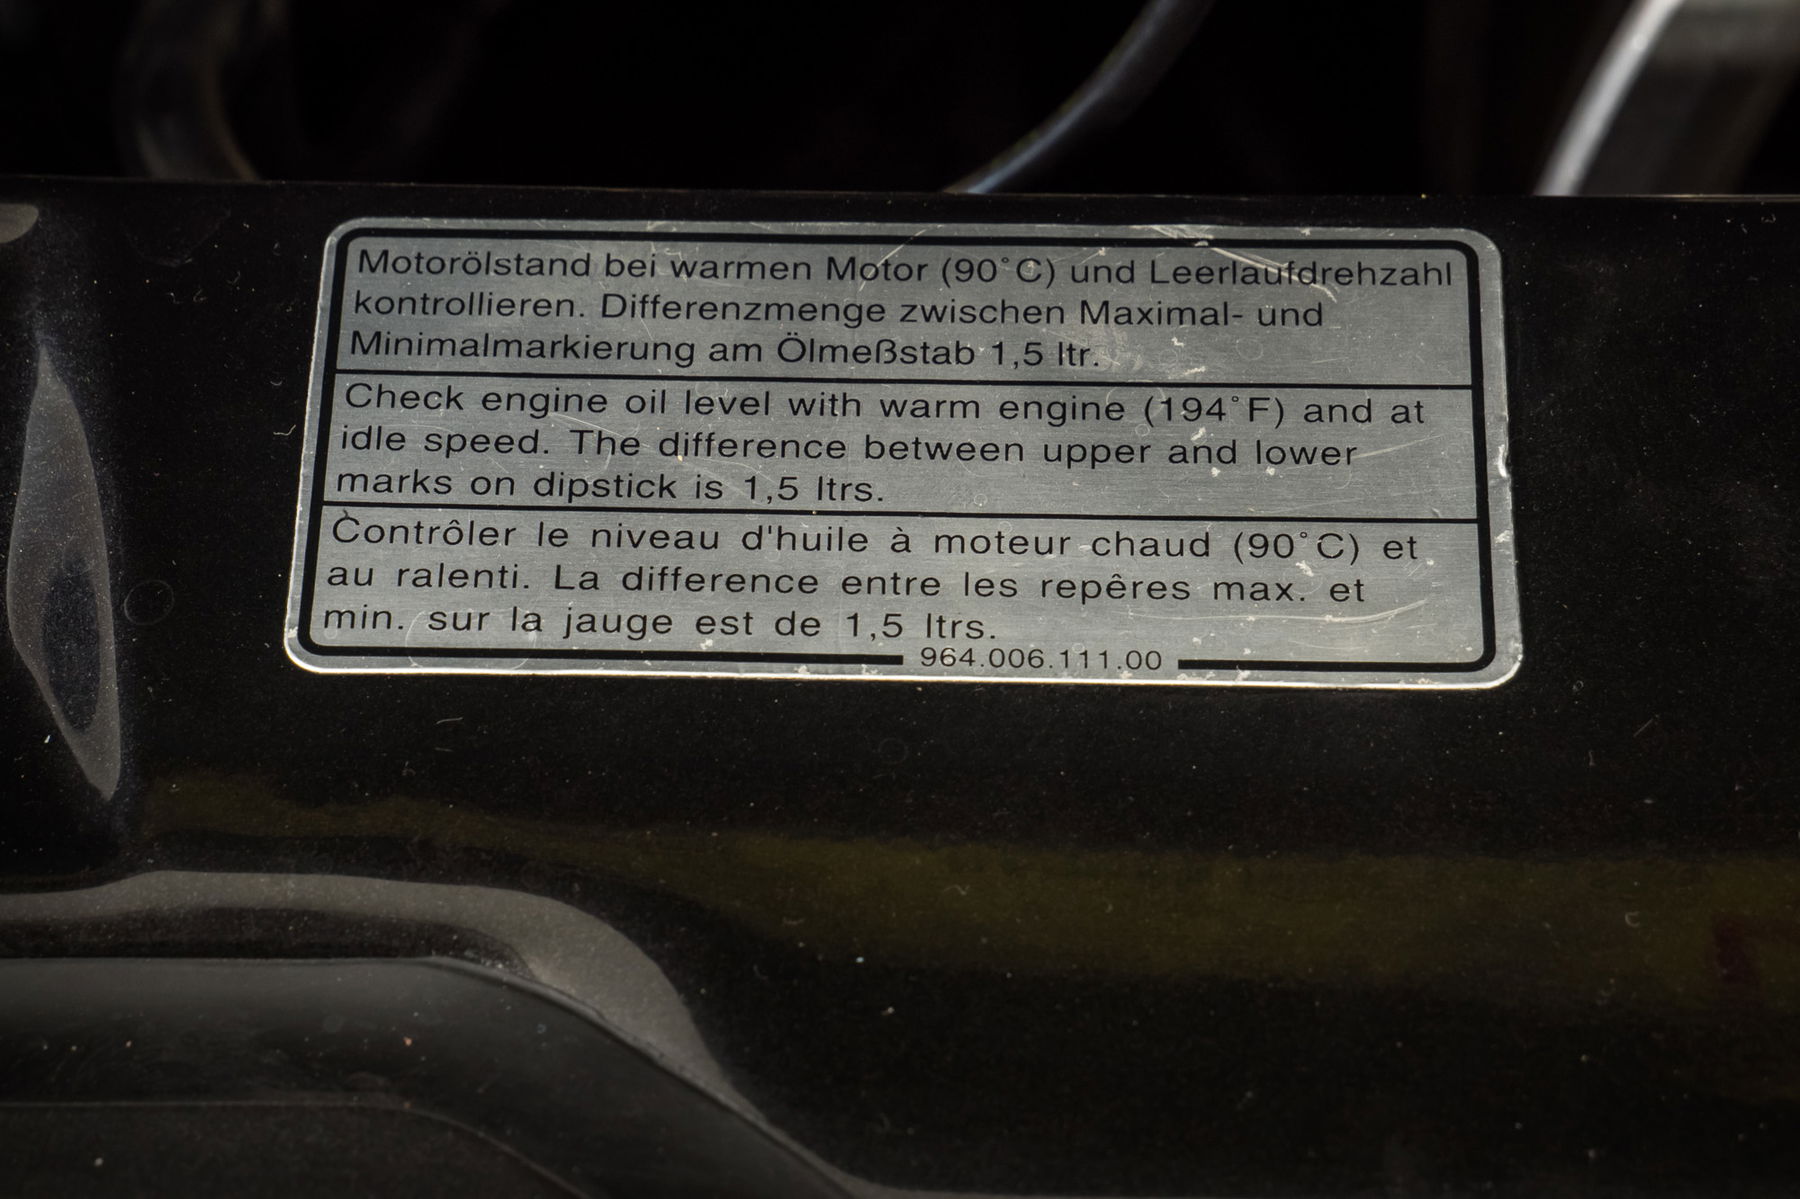 Motorölstand bei warmen Motor (90°C) und Leerlaufdrehzahl
kontrollieren. Differenzmenge zwischen Maximal- und
Minimalmarkierung am Ölmeßstab 1,5 ltr.
Check engine oil level with warm engine (194°F) and at
idle speed. The difference between upper and lower
marks on dipstick is 1,5 ltrs.
Contrôler le niveau d'huile à moteur chaud (90°C) et
au ralenti. La difference entre les repêres max. et
min. sur la jauge est de 1,5 ltrs.
964.006.111.00